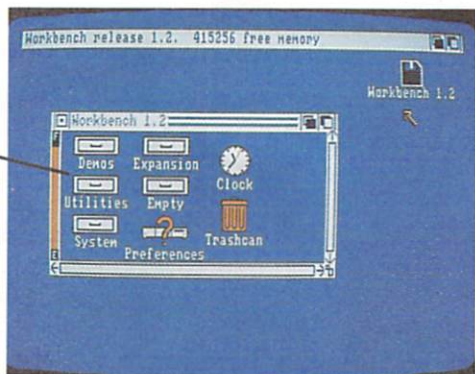 Workbench release 1.2. 415256 free memory
Workbench 1.2
Workbench 1.2
Demos Expansion Clock
Utilities Empty
System Preferences Trashcan
F
E